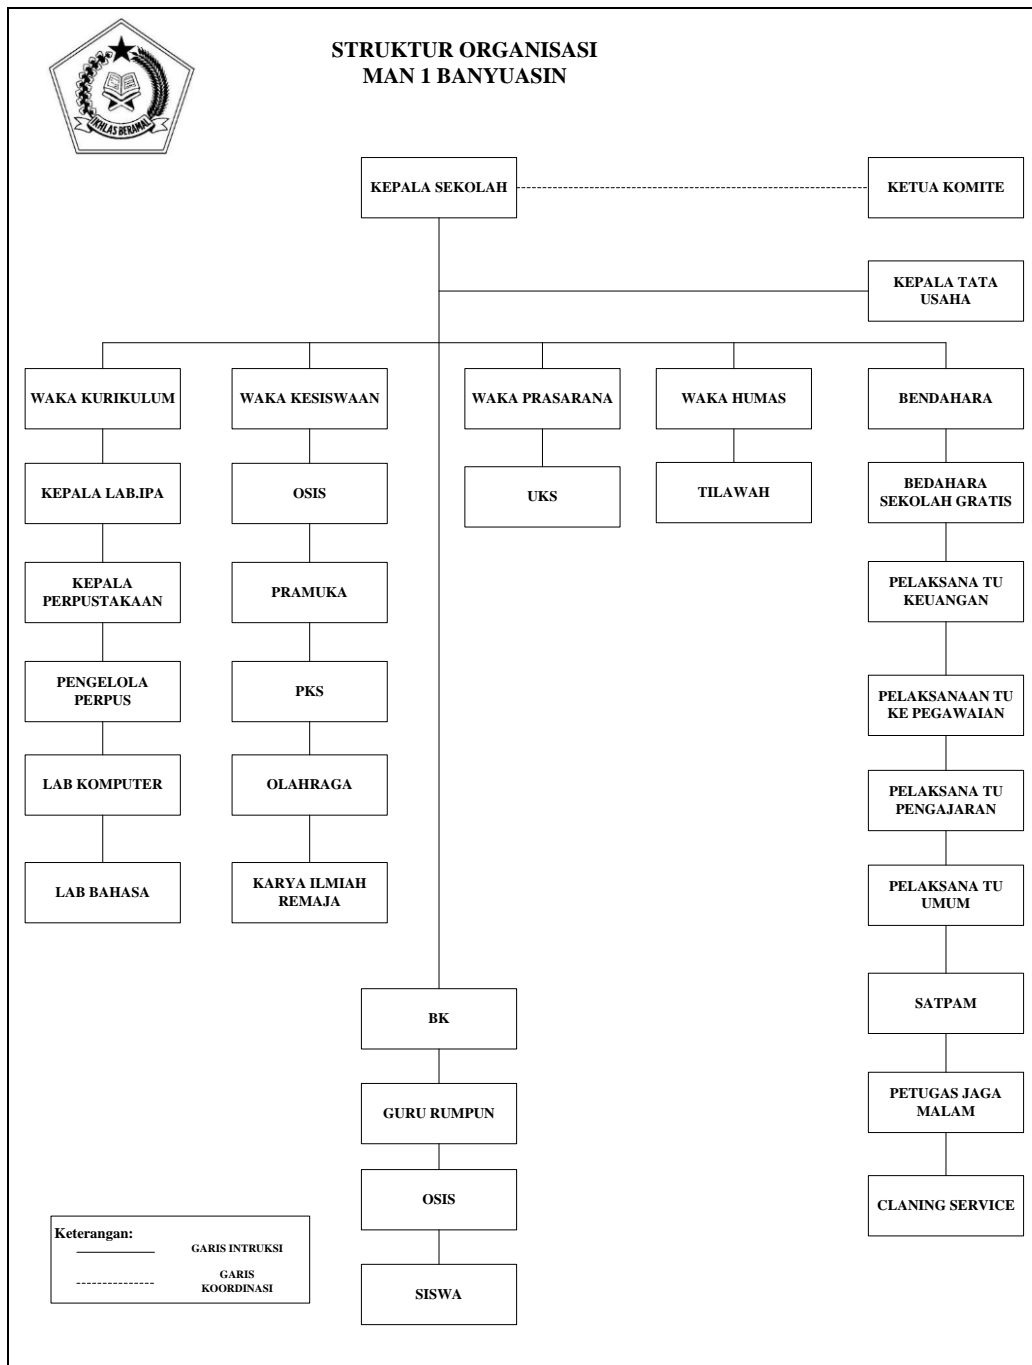 STRUKTUR ORGANISASI
MAN 1 BANYUASIN
IKHLAS BERAMAL
KEPALA SEKOLAH
KETUA KOMITE
KEPALA TATA
USAHA
WAKA KURIKULUM
WAKA KESISWAAN
WAKA PRASARANA
WAKA HUMAS
BENDAHARA
KEPALA LAB.IPA
OSIS
UKS
TILAWAH
BEDAHARA
SEKOLAH GRATIS
KEPALA
PERPUSTAKAAN
PRAMUKA
PELAKSANA TU
KEUANGAN
PENGELOLA
PERPUS
PKS
PELAKSANAAN TU
KE PEGAWAIAN
LAB KOMPUTER
OLAHRAGA
PELAKSANA TU
PENGAJARAN
LAB BAHASA
KARYA ILMIAH
REMAJA
PELAKSANA TU
UMUM
BK
SATPAM
GURU RUMPUN
PETUGAS JAGA
MALAM
OSIS
CLANING SERVICE
SISWA
Keterangan:
GARIS INTRUKSI
GARIS
KOORDINASI